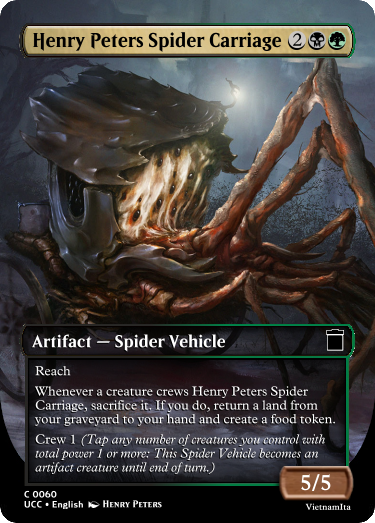 Henry Peters Spider Carriage 2
Artifact — Spider Vehicle
Reach
Whenever a creature crews Henry Peters Spider
Carriage, sacrifice it. If you do, return a land from
your graveyard to your hand and create a food token.
Crew 1 (Tap any number of creatures you control with
total power 1 or more: This Spider Vehicle becomes an
artifact creature until end of turn.)
5/5
C 0060
UCC • English Henry Peters
VietnamIta